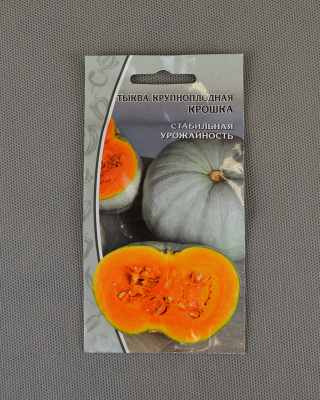 ТЫКВА КРУПНОПЛОДНАЯ
КРОШКА
СТАБИЛЬНАЯ
УРОЖАЙНОСТЬ